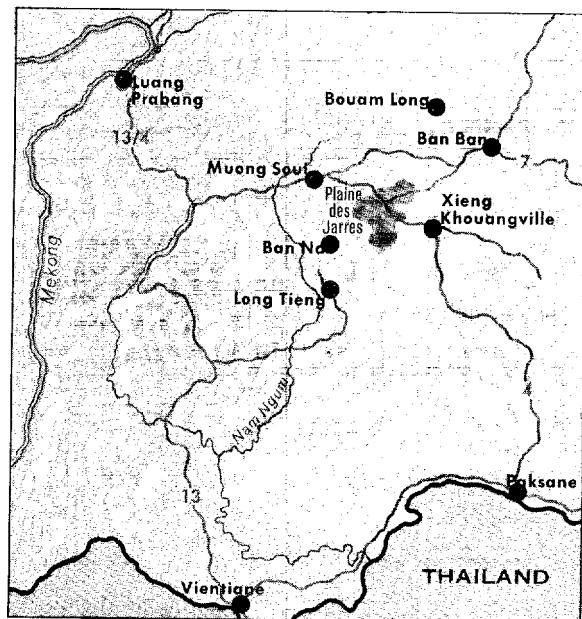 Luang
Prabang
13/4
Bouam Long
Ban Ban
7
Muong Soui
Plaine
des
Jarres
Xieng
Khouangville
Ban Na
Long Tieng
Mekong
Nam Ngum
4
13
Paksane
THAILAND
Vientiane